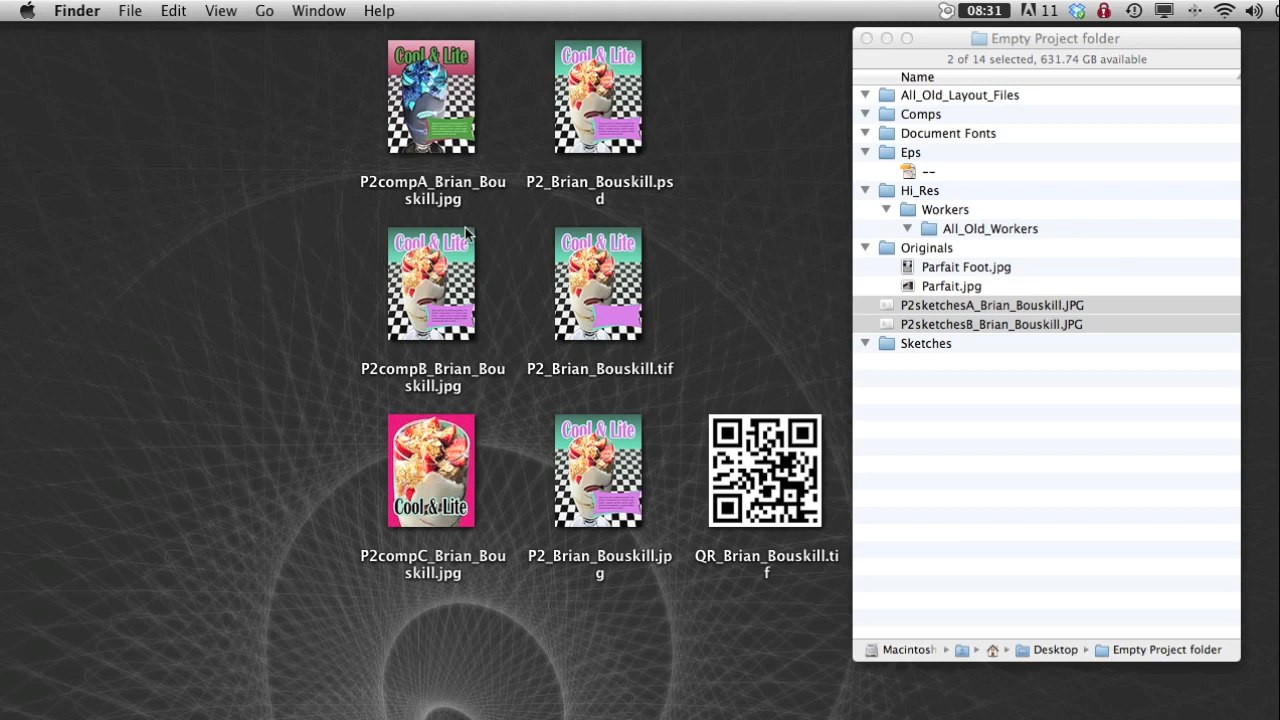 Finder File Edit View Go Window Help 08:31 11
Cool & Lite
P2compA_Brian_Bou
skill.jpg
Cool & Lite
P2_Brian_Bouskill.ps
d
Cool & Lite
P2compB_Brian_Bou
skill.jpg
Cool & Lite
P2_Brian_Bouskill.tif
Cool & Lite
P2compC_Brian_Bou
skill.jpg
Cool & Lite
P2_Brian_Bouskill.jp
g
QR_Brian_Bouskill.ti
f
Empty Project folder
2 of 14 selected, 631.74 GB available
Name
All_Old_Layout_Files
Comps
Document Fonts
Eps
--
Hi_Res
Workers
All_Old_Workers
Originals
Parfait Foot.jpg
Parfait.jpg
P2sketchesA_Brian_Bouskill.JPG
P2sketchesB_Brian_Bouskill.JPG
Sketches
Macintosh Desktop Empty Project folder